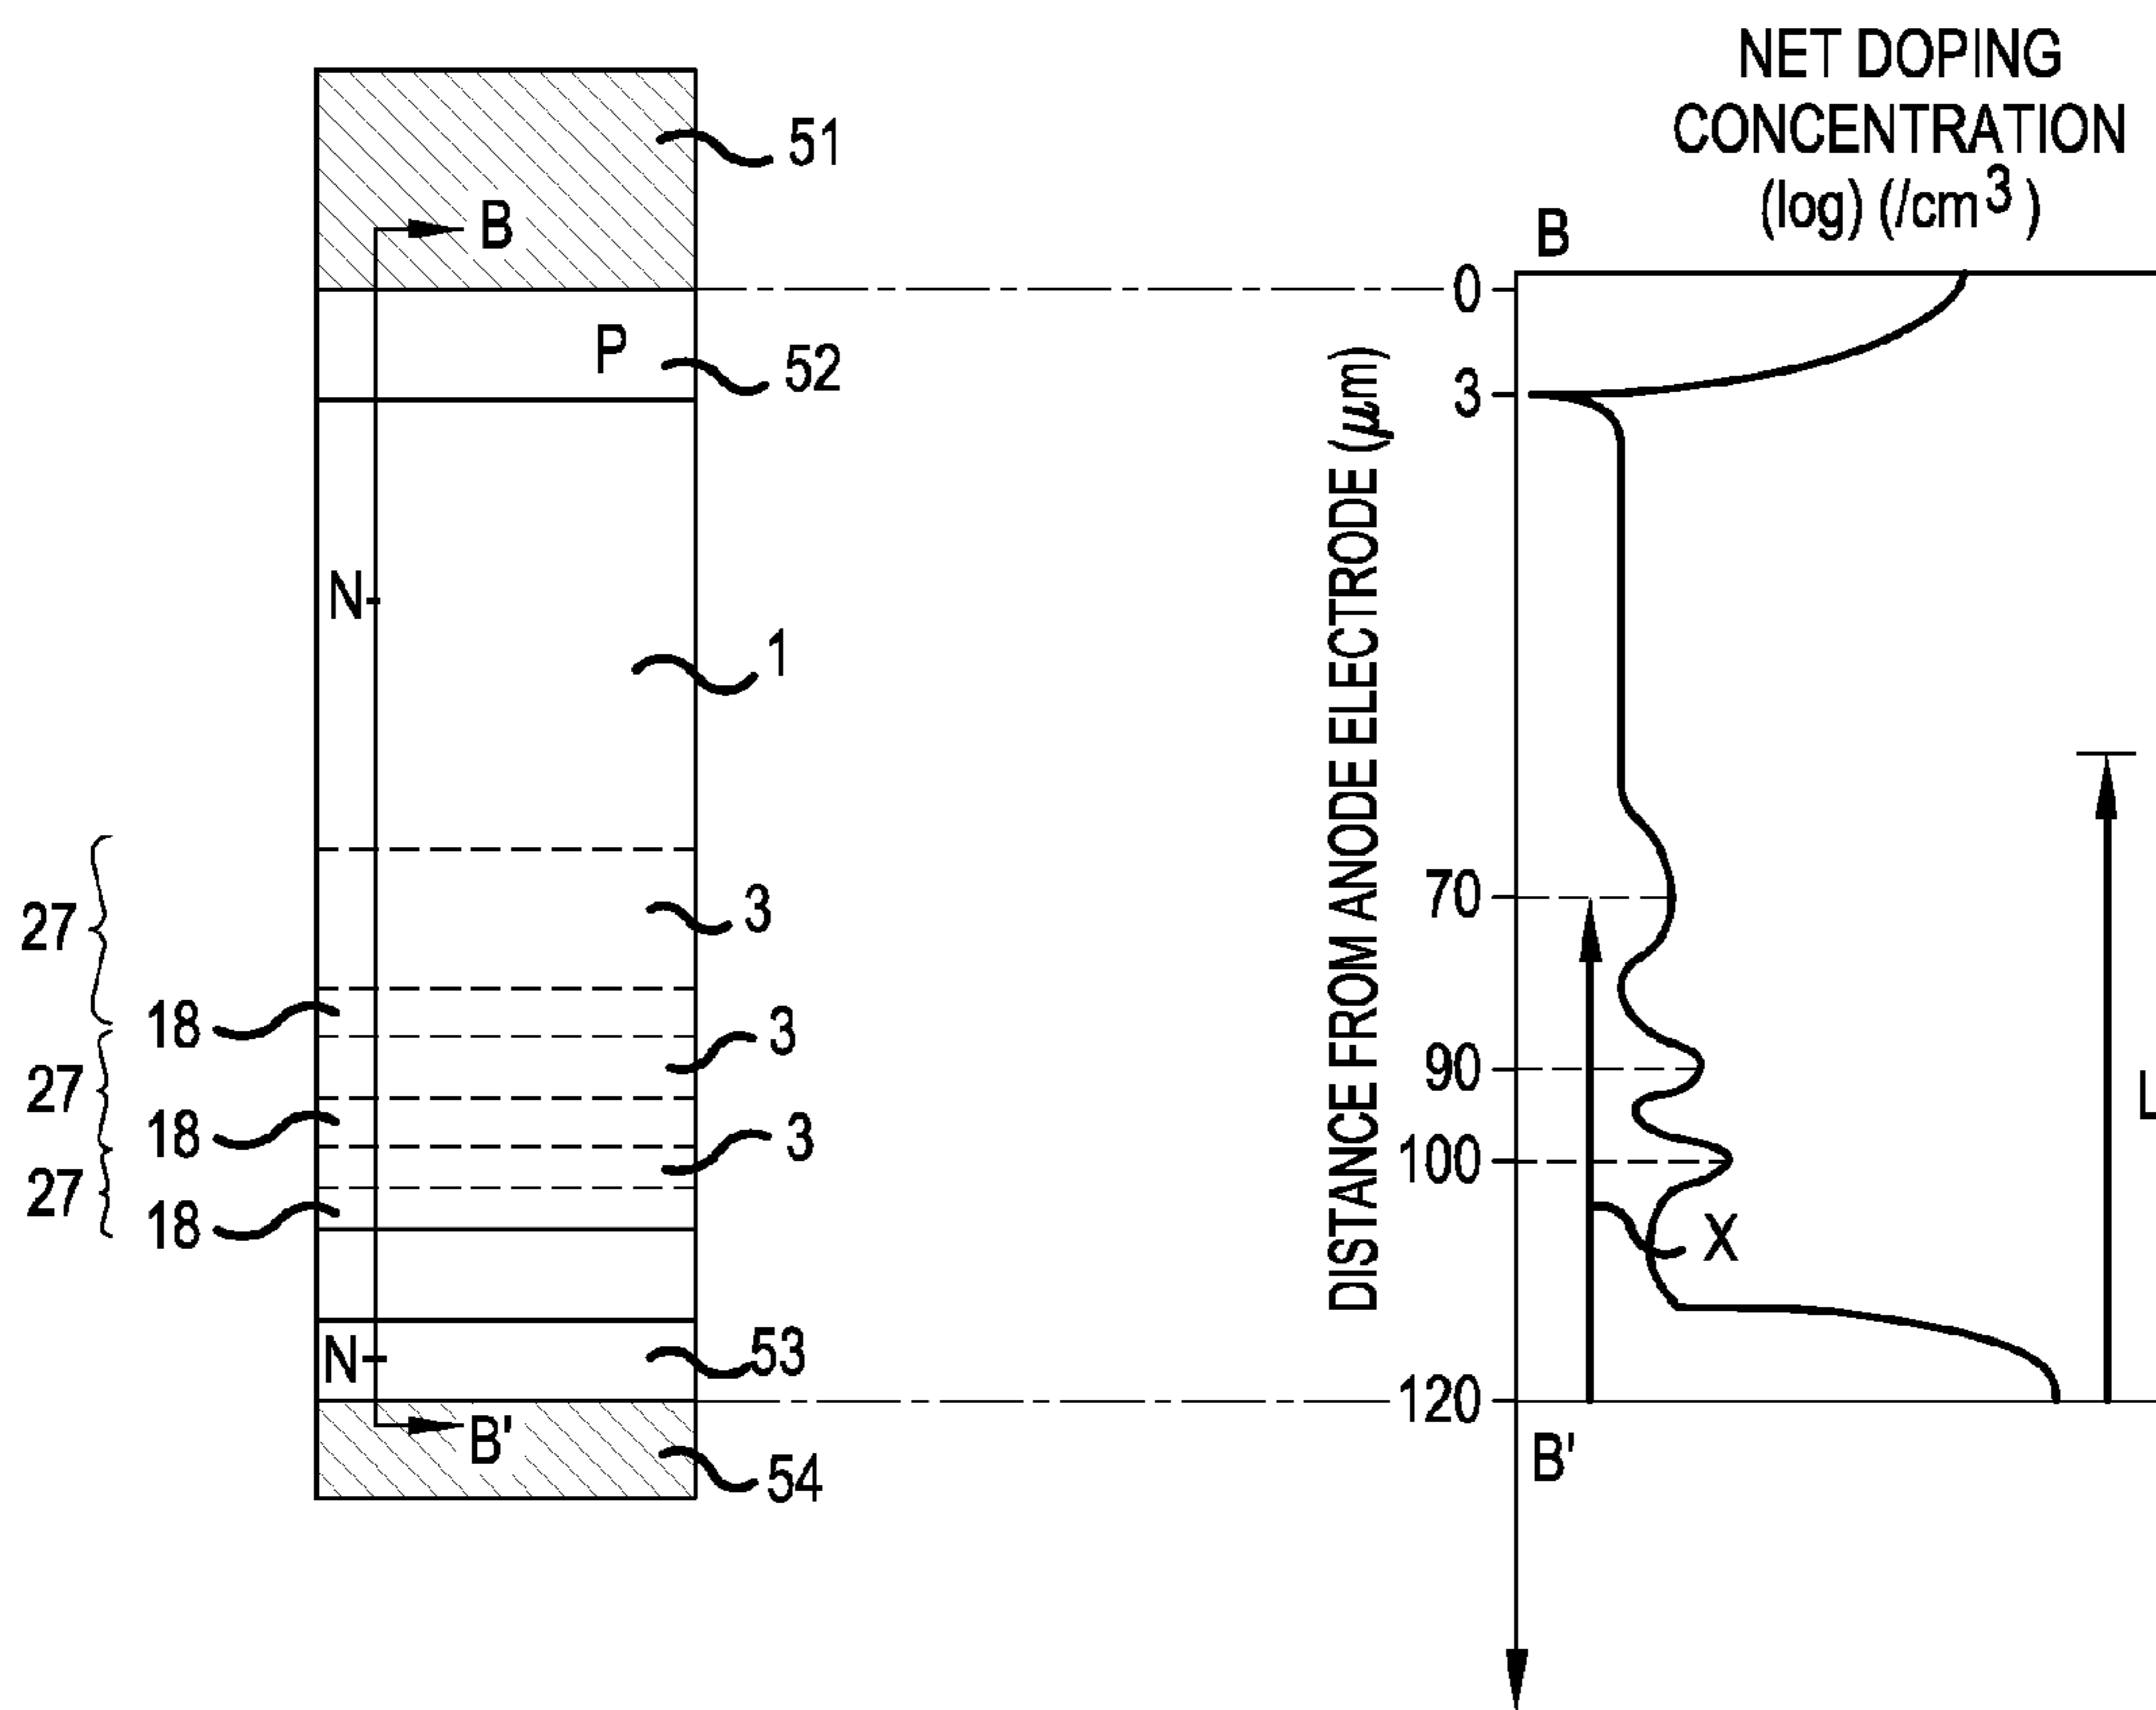 NET DOPING
CONCENTRATION
(log) (/cm3)
B
0
3
70
90
100
120
B'
DISTANCE FROM ANODE ELECTRODE (μm)
X
L
51
B
P
52
N-
1
27
3
18
3
27
18
3
27
18
N-
53
B'
54